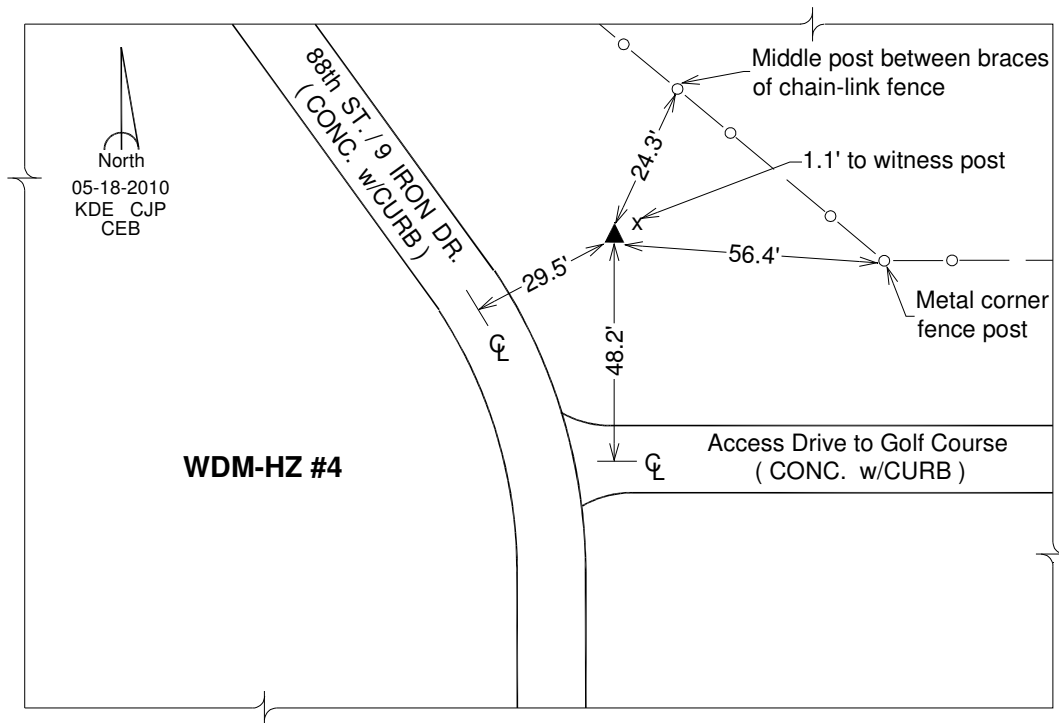 Middle post between braces
of chain-link fence
88th ST. / 9 IRON DR.
( CONC. w/CURB )
North
05-18-2010
KDE CJP
CEB
24.3'
1.1' to witness post
x
29.5'
56.4'
Metal corner
fence post
48.2'
CL
Access Drive to Golf Course
( CONC. w/CURB )
CL
WDM-HZ #4